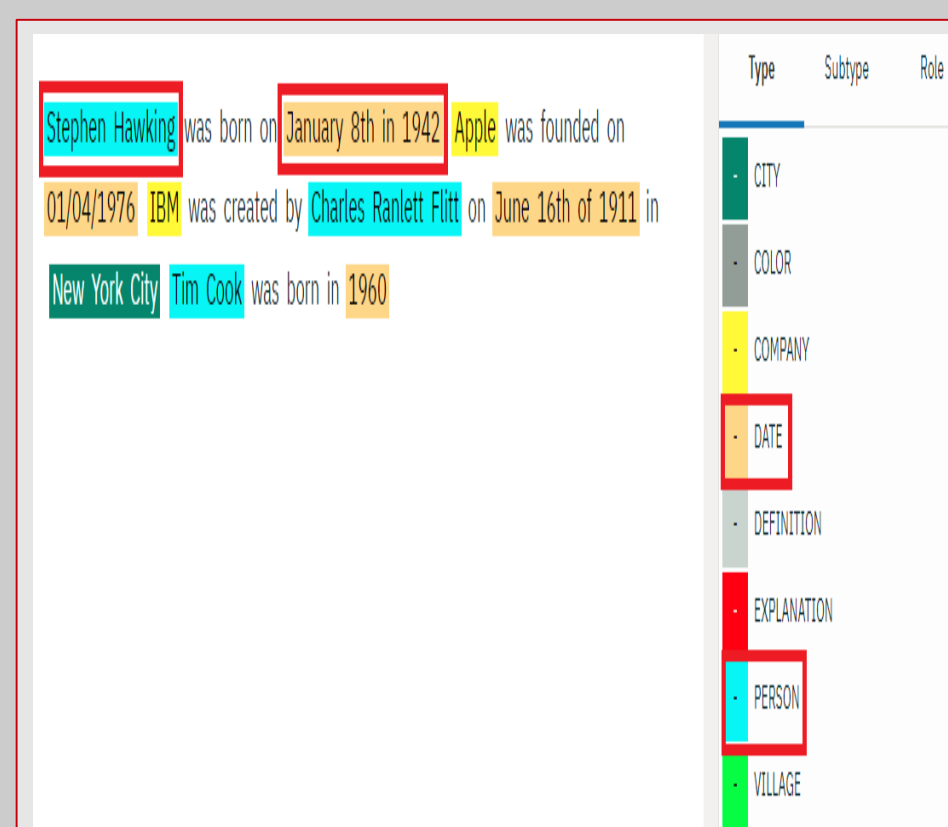 Stephen Hawking was born on January 8th in 1942 Apple was founded on
01/04/1976 IBM was created by Charles Ranlett Flitt on June 16th of 1911 in
New York City Tim Cook was born in 1960
Type Subtype Role
- CITY
- COLOR
- COMPANY
- DATE
- DEFINITION
- EXPLANATION
- PERSON
- VILLAGE